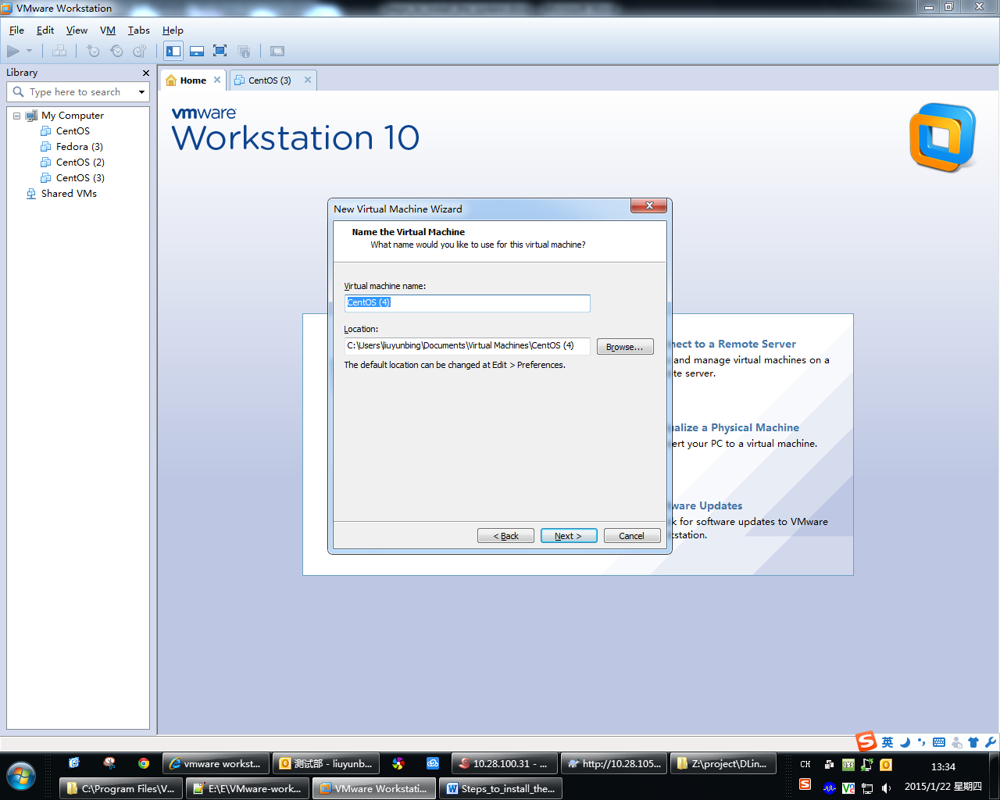 VMware Workstation
File Edit View VM Tabs Help
Library
Type here to search
My Computer
CentOS
Fedora (3)
CentOS (2)
CentOS (3)
Shared VMs
Home
CentOS (3)
vmware
Workstation 10
New Virtual Machine Wizard
Name the Virtual Machine
What name would you like to use for this virtual machine?
Virtual machine name:
CentOS (4)
Location:
C:\Users\liuyunbing\Documents\Virtual Machines\CentOS (4)
Browse...
The default location can be changed at Edit > Preferences.
< Back Next > Cancel
nect to a Remote Server
and manage virtual machines on a
te server.
alize a Physical Machine
ert your PC to a virtual machine.
ware Updates
k for software updates to VMware
station.
英
vmware workst...
测试部 - liuyunb...
10.28.100.31 - ...
http://10.28.105...
Z:\project\DLin...
CH
13:34
C:\Program Files\V...
E:\E\VMware-work...
VMware Workstati...
Steps_to_install_the...
2015/1/22 星期四